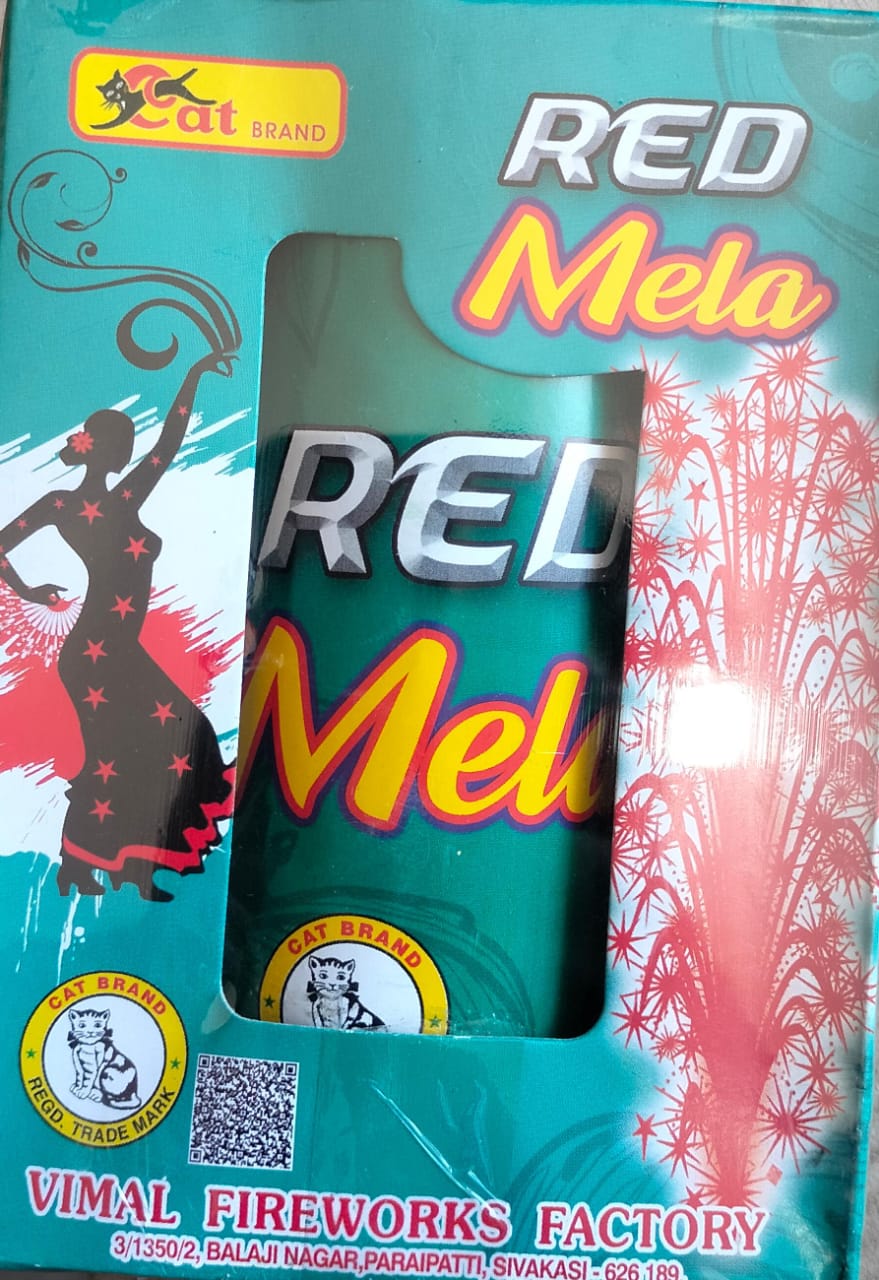 Cat BRAND
RED
Mela
RED
Mela
CAT BRAND
CAT BRAND
REGD. TRADE MARK
VIMAL FIREWORKS FACTORY
3/1350/2, BALAJI NAGAR,PARAIPATTI, SIVAKASI - 626 189